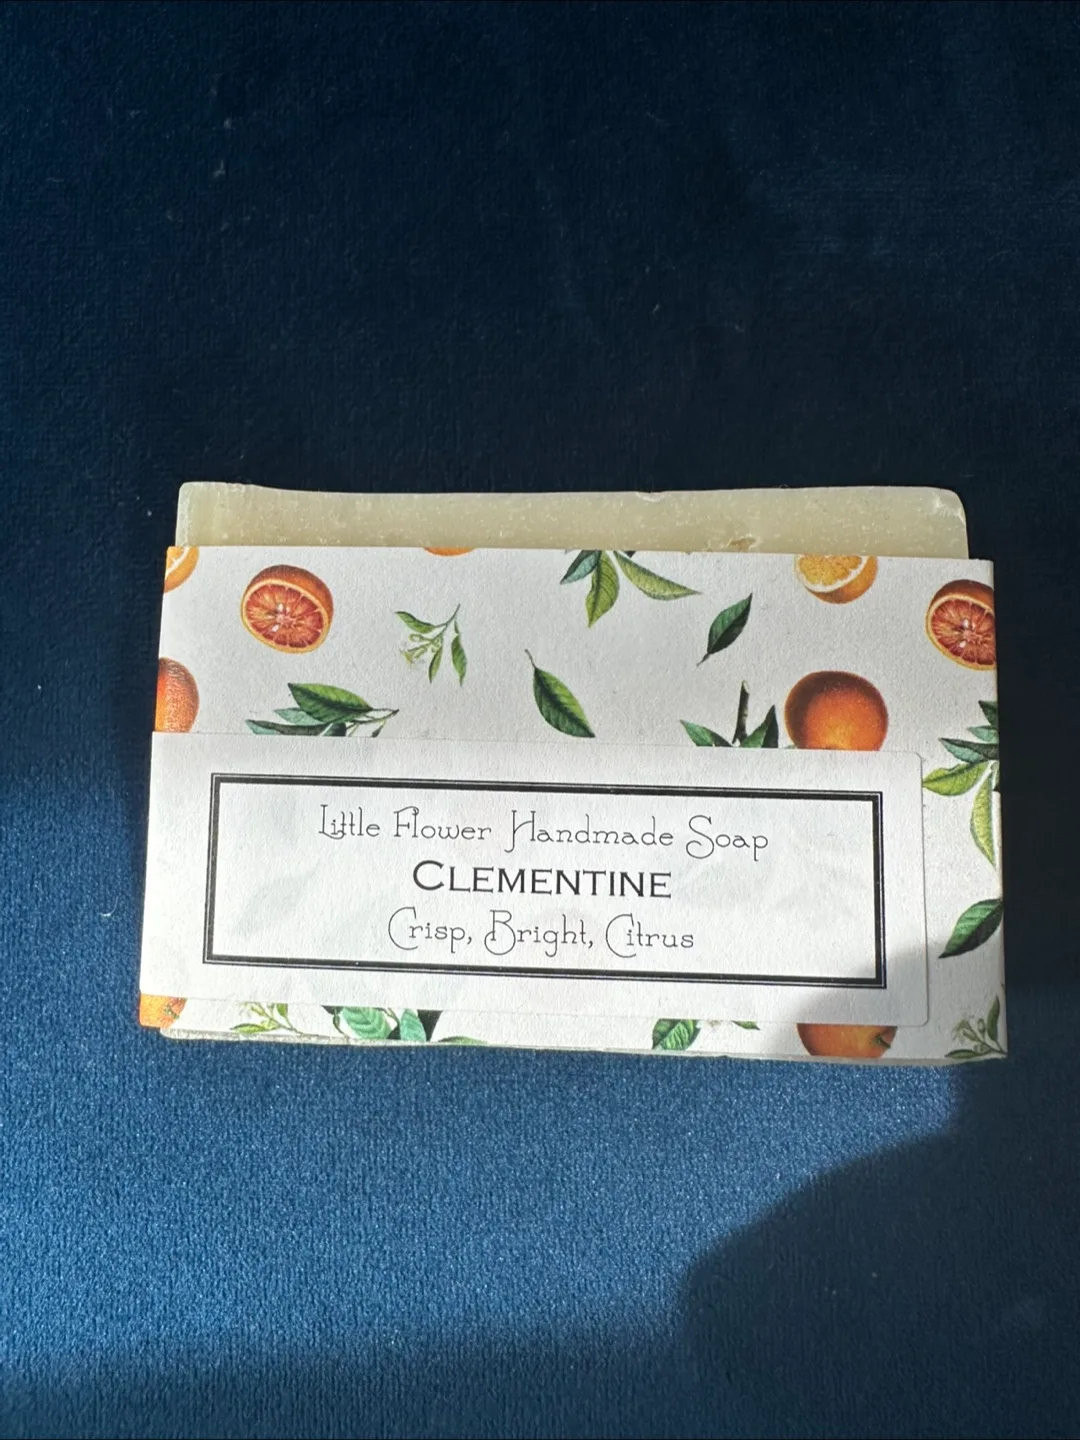 Little Flower Handmade Soap
CLEMENTINE
Crisp, Bright, Citrus